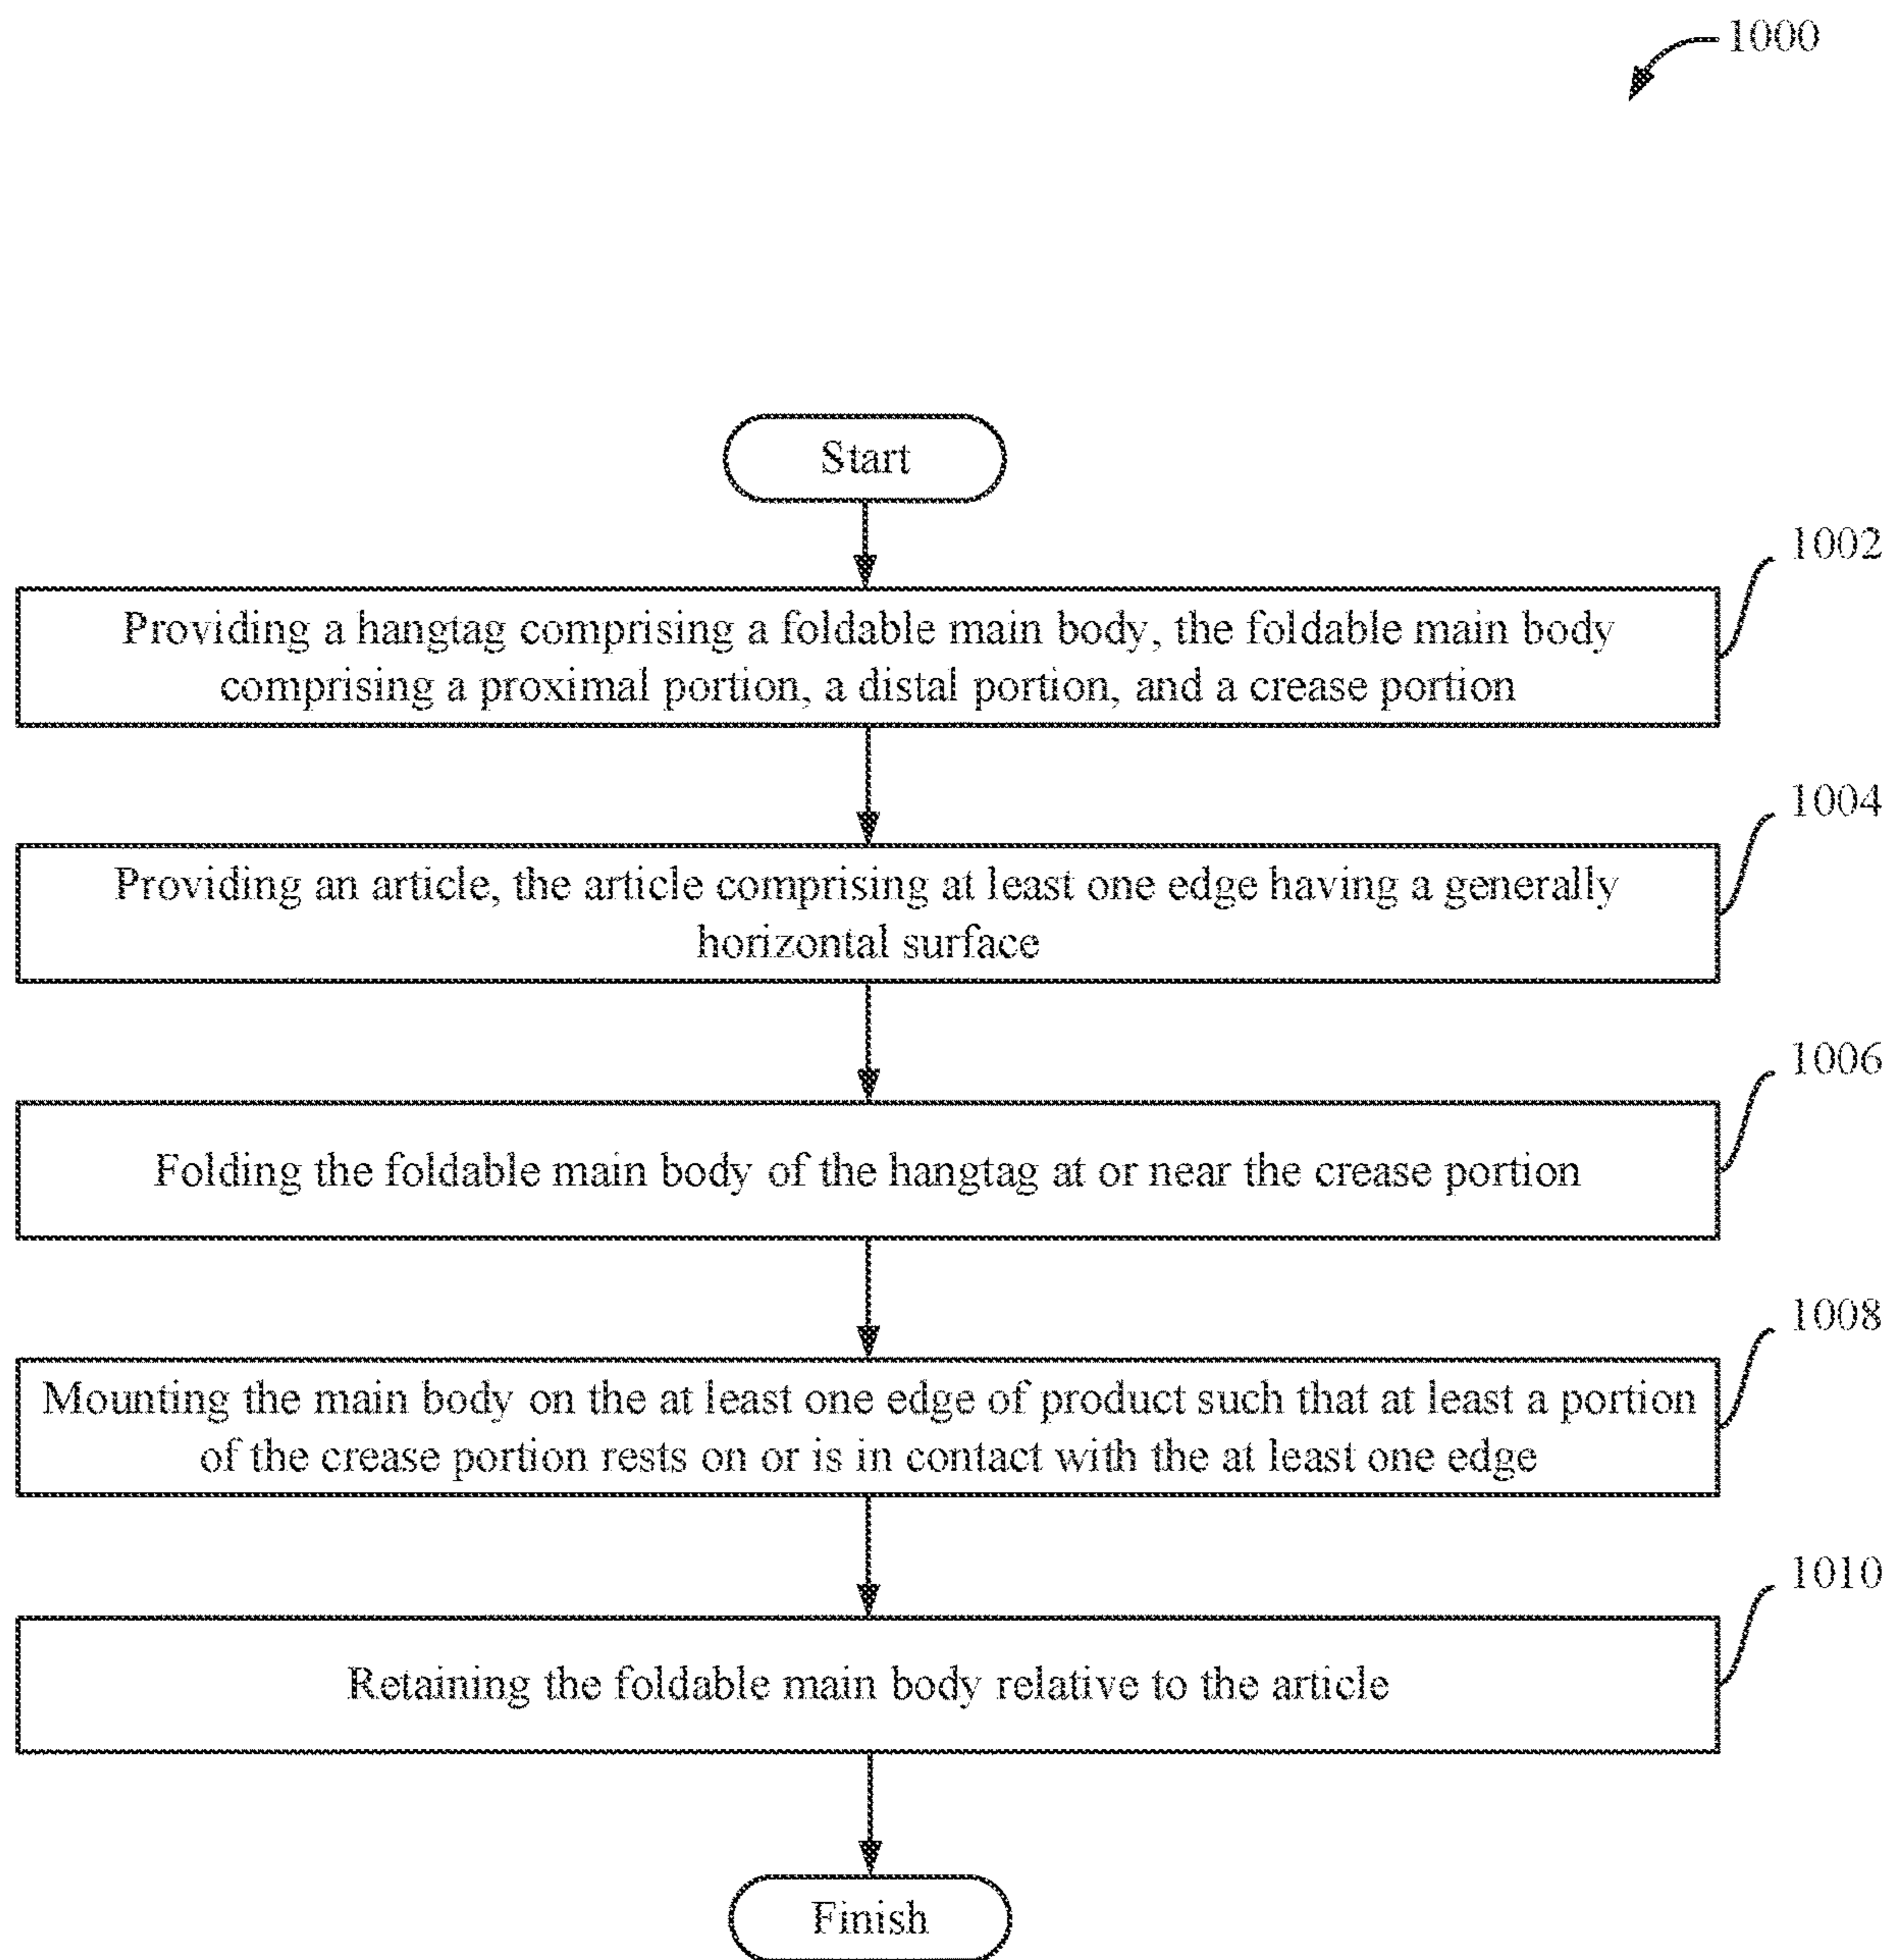 1000
Start
1002
Providing a hangtag comprising a foldable main body, the foldable main body
comprising a proximal portion, a distal portion, and a crease portion
1004
Providing an article, the article comprising at least one edge having a generally
horizontal surface
1006
Folding the foldable main body of the hangtag at or near the crease portion
1008
Mounting the main body on the at least one edge of product such that at least a portion
of the crease portion rests on or is in contact with the at least one edge
1010
Retaining the foldable main body relative to the article
Finish